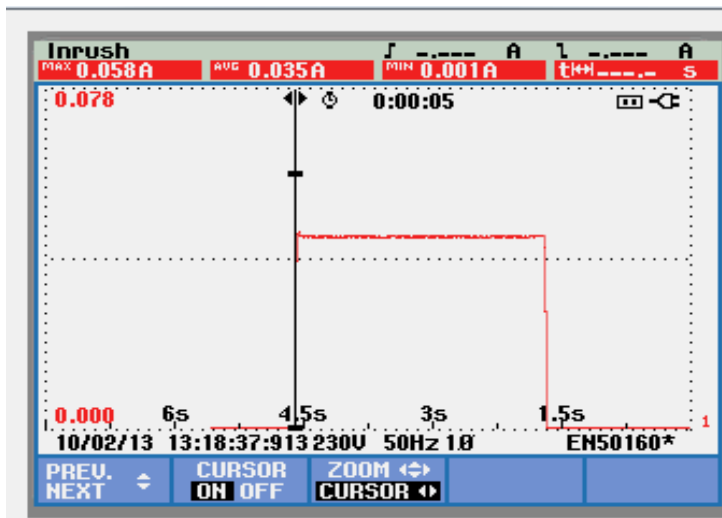 Inrush ſ -.--- A ʅ -.--- A
MAX 0.058A AVG 0.035A MIN 0.001A t ---.- s
0.078 0:00:05
0.000 6s 4.5s 3s 1.5s 1
10/02/13 13:18:37:913 230V 50Hz 1Ø EN50160*
PREV. NEXT
CURSOR ON OFF
ZOOM CURSOR